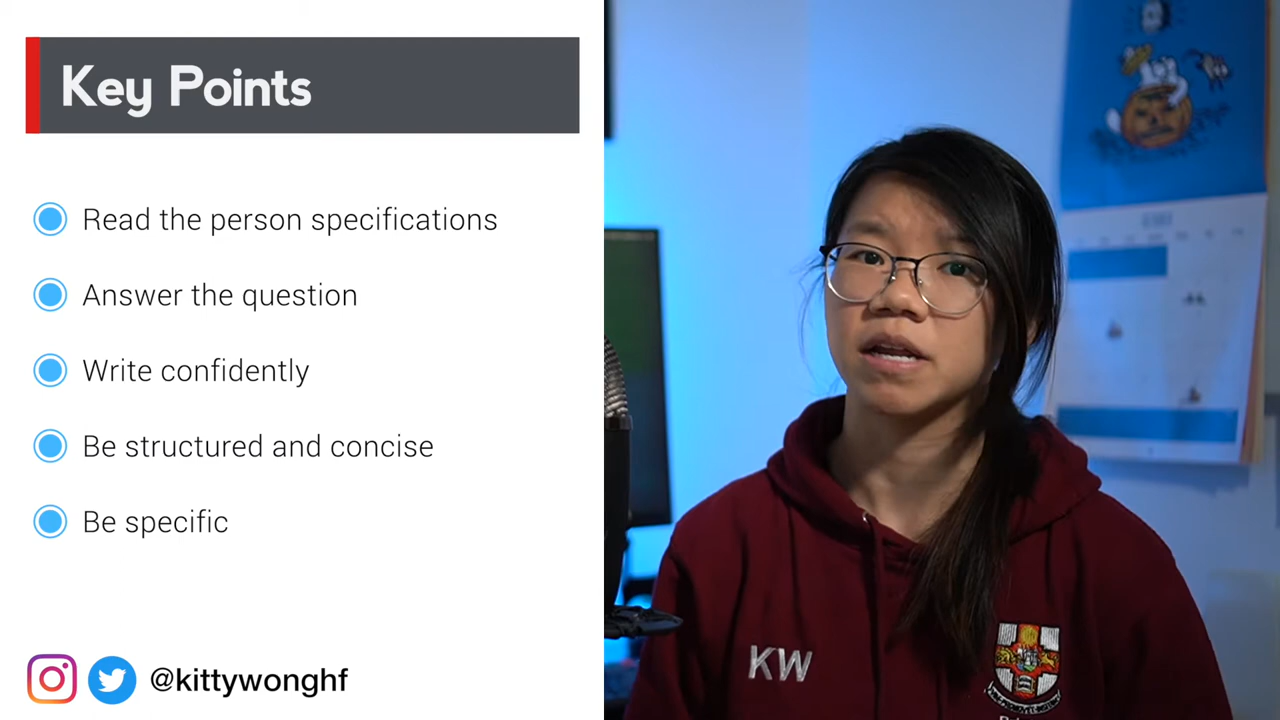 Key Points
Read the person specifications
Answer the question
Write confidently
Be structured and concise
Be specific
@kittywonghf
KW